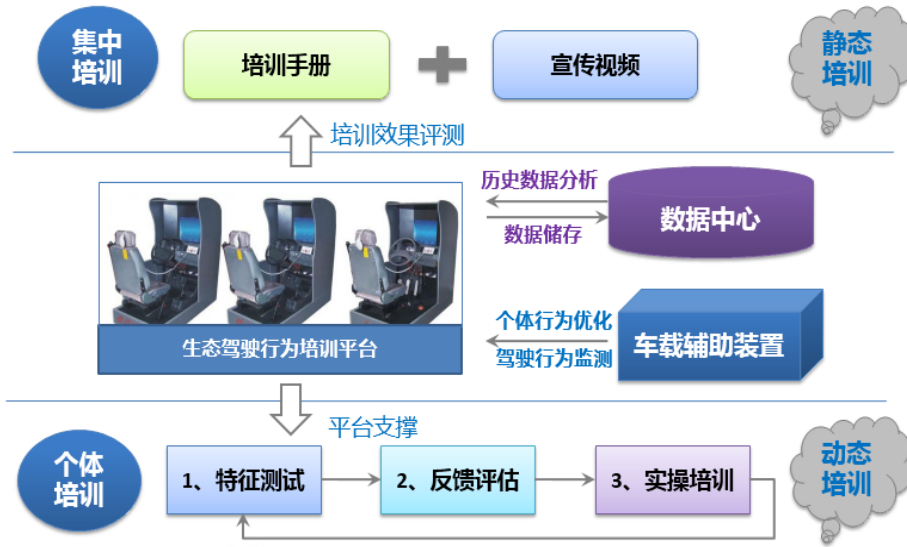 集中
培训
培训手册
宣传视频
静态
培训
培训效果评测
历史数据分析
数据储存
数据中心
生态驾驶行为培训平台
个体行为优化
驾驶行为监测
车载辅助装置
平台支撑
个体
培训
1、特征测试
2、反馈评估
3、实操培训
动态
培训